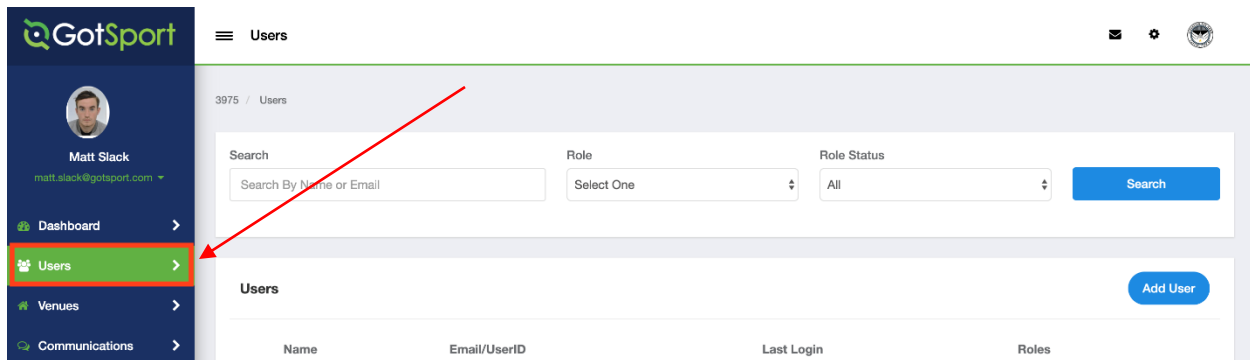 GotSport
Users
Matt Slack
matt.slack@gotsport.com
Dashboard
Users
Venues
Communications
3975 / Users
Search
Role
Role Status
Search By Name or Email
Select One
All
Search
Users
Add User
Name
Email/UserID
Last Login
Roles